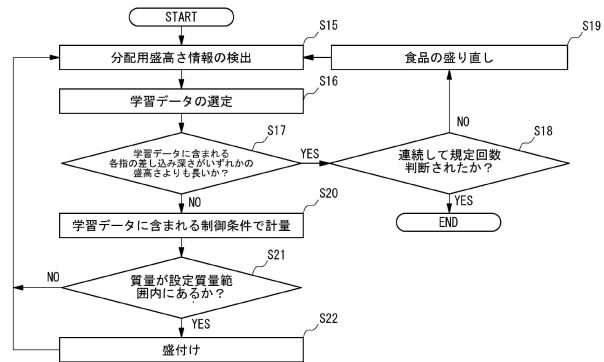 START
S15
分配用盛高さ情報の検出
S16
学習データの選定
S17
学習データに含まれる
各指の差し込み深さがいずれかの
盛高さよりも長いか?
YES
NO
S20
学習データに含まれる制御条件で計量
S21
質量が設定質量範
囲内にあるか?
NO
YES
S22
盛付け
S19
食品の盛り直し
NO
S18
連続して規定回数
判断されたか?
YES
END